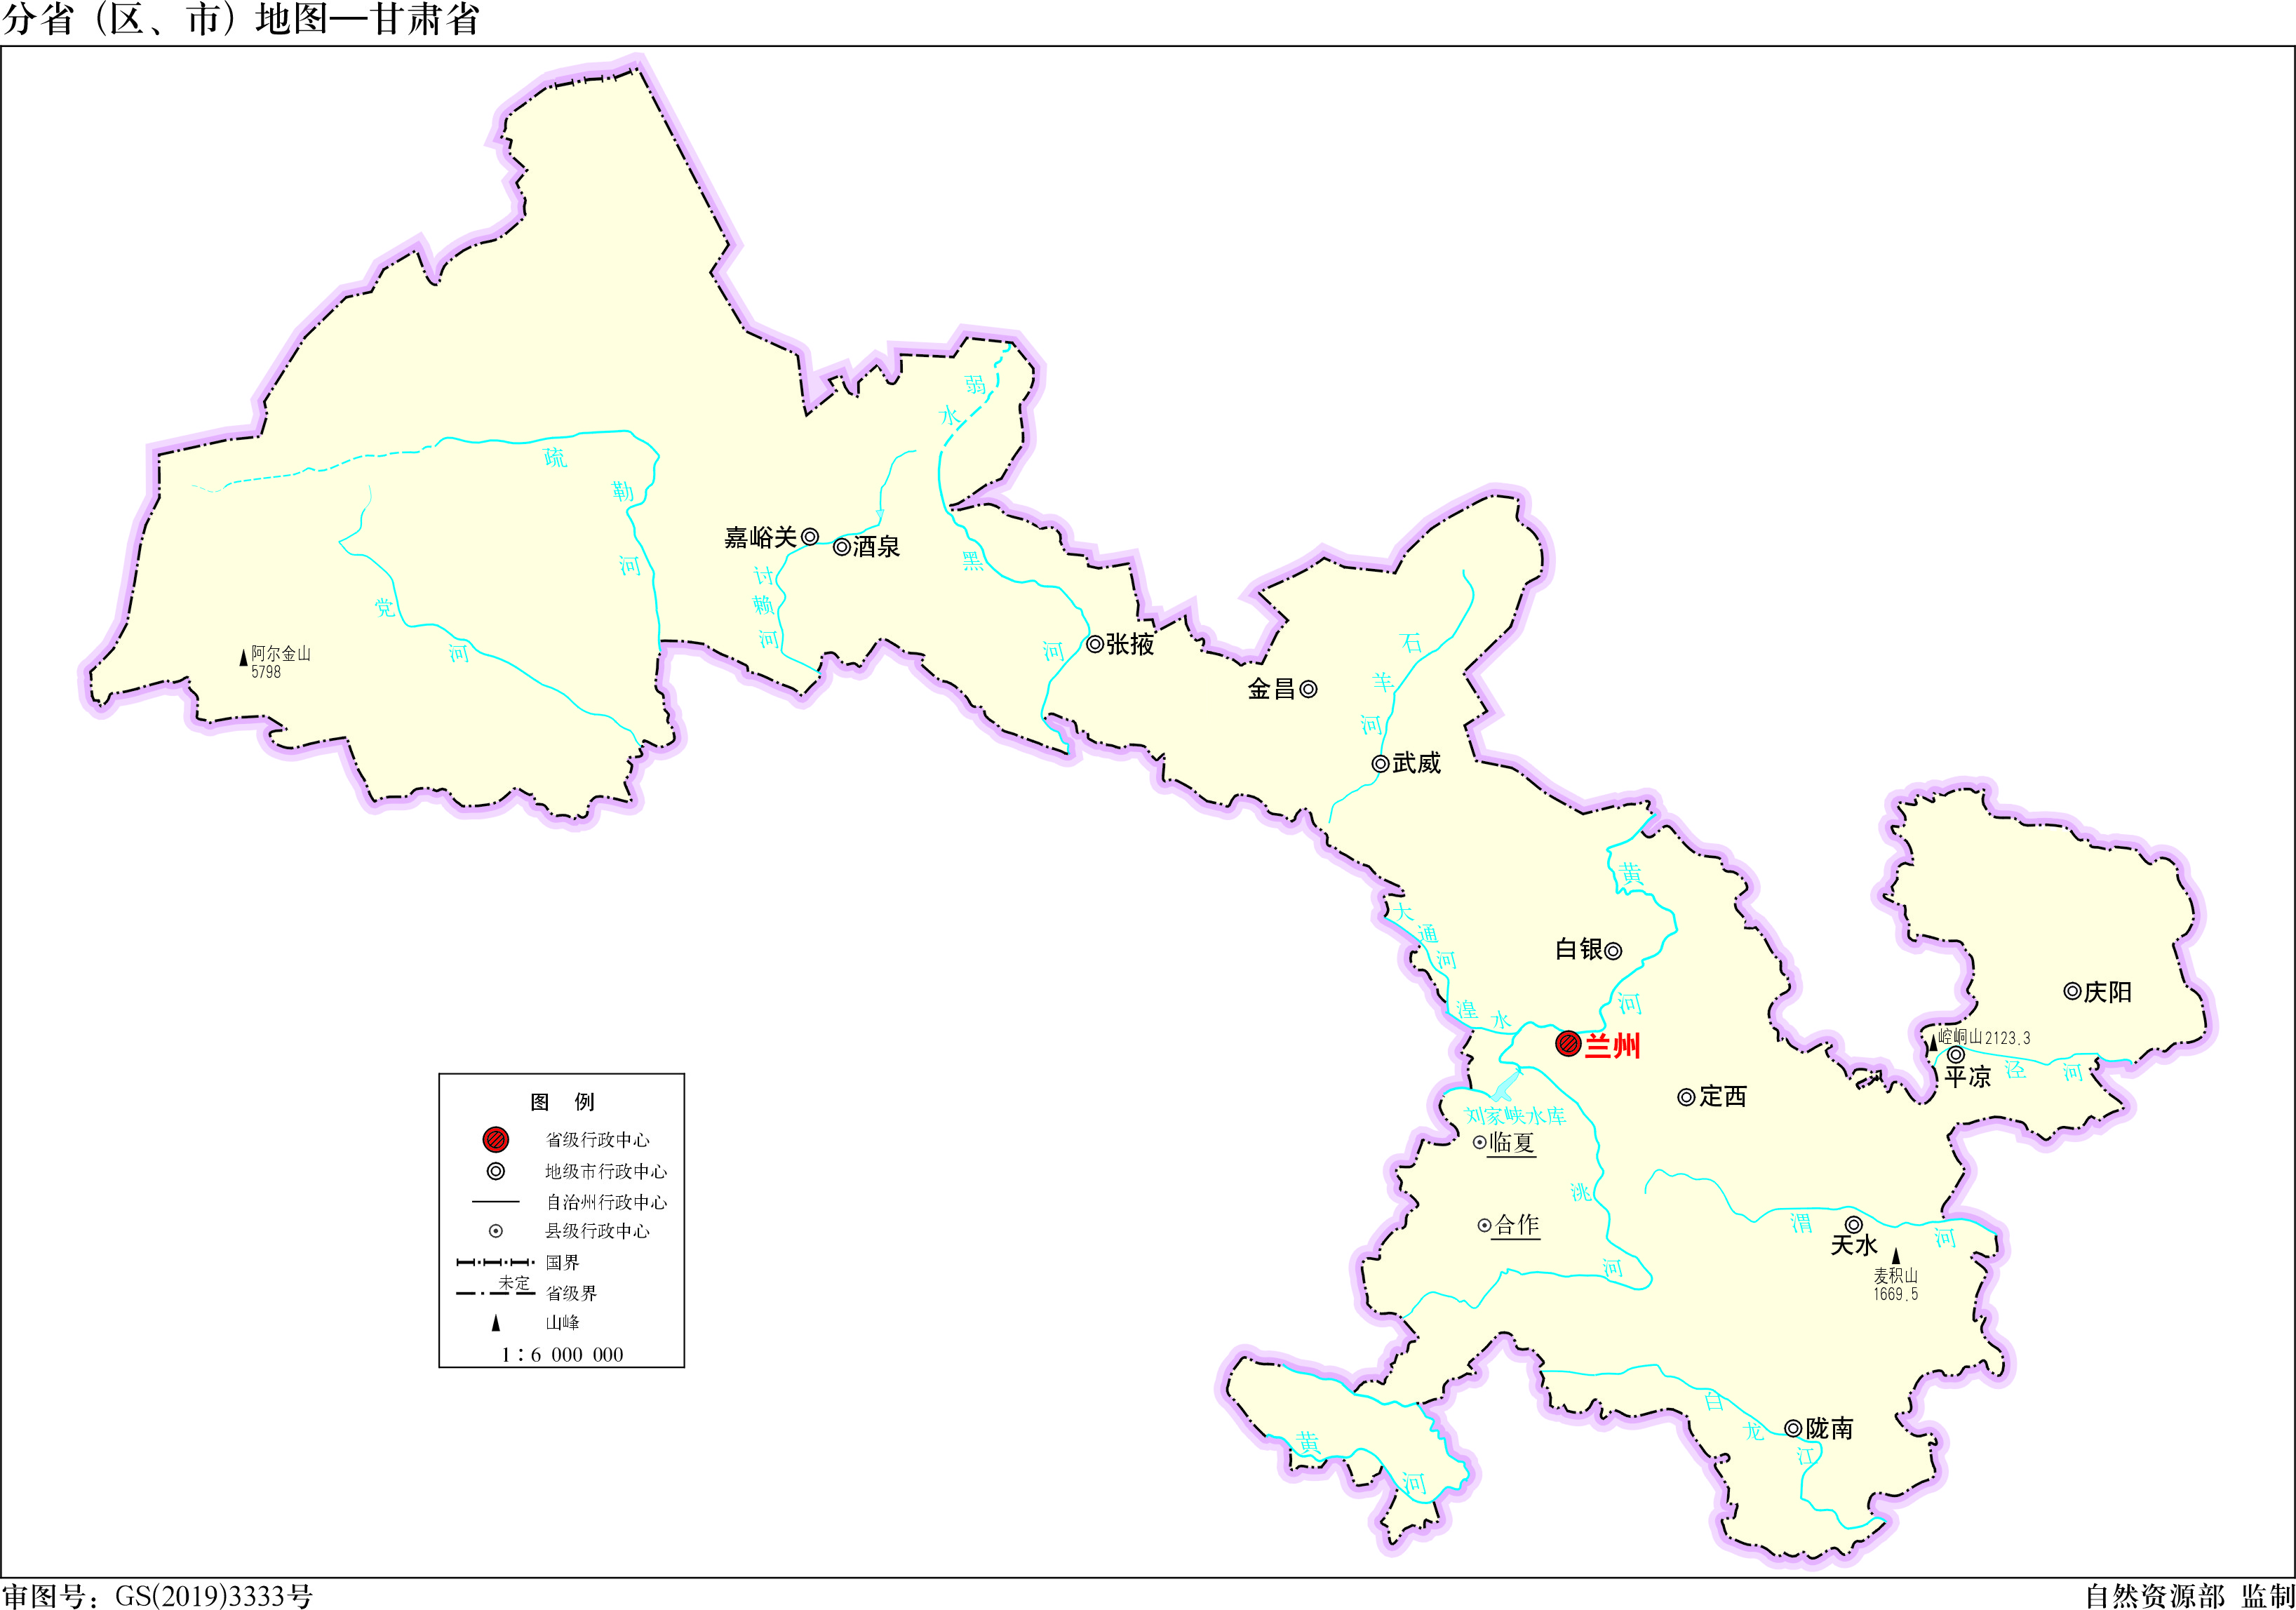 分省（区、市）地图—甘肃省
弱
水
疏
勒
河
嘉峪关
酒泉
黑
河
讨
赖
河
党
河
阿尔金山
5798
张掖
石
羊
河
金昌
武威
黄
河
大
通
河
白银
湟
水
兰州
庆阳
崆峒山2123.3
平凉
泾
河
定西
刘家峡水库
临夏
洮
河
合作
渭
河
天水
麦积山
1669.5
白
龙
江
陇南
黄
河
图 例
省级行政中心
地级市行政中心
自治州行政中心
县级行政中心
国界
未定
省级界
山峰
1：6 000 000
审图号：GS(2019)3333号
自然资源部 监制